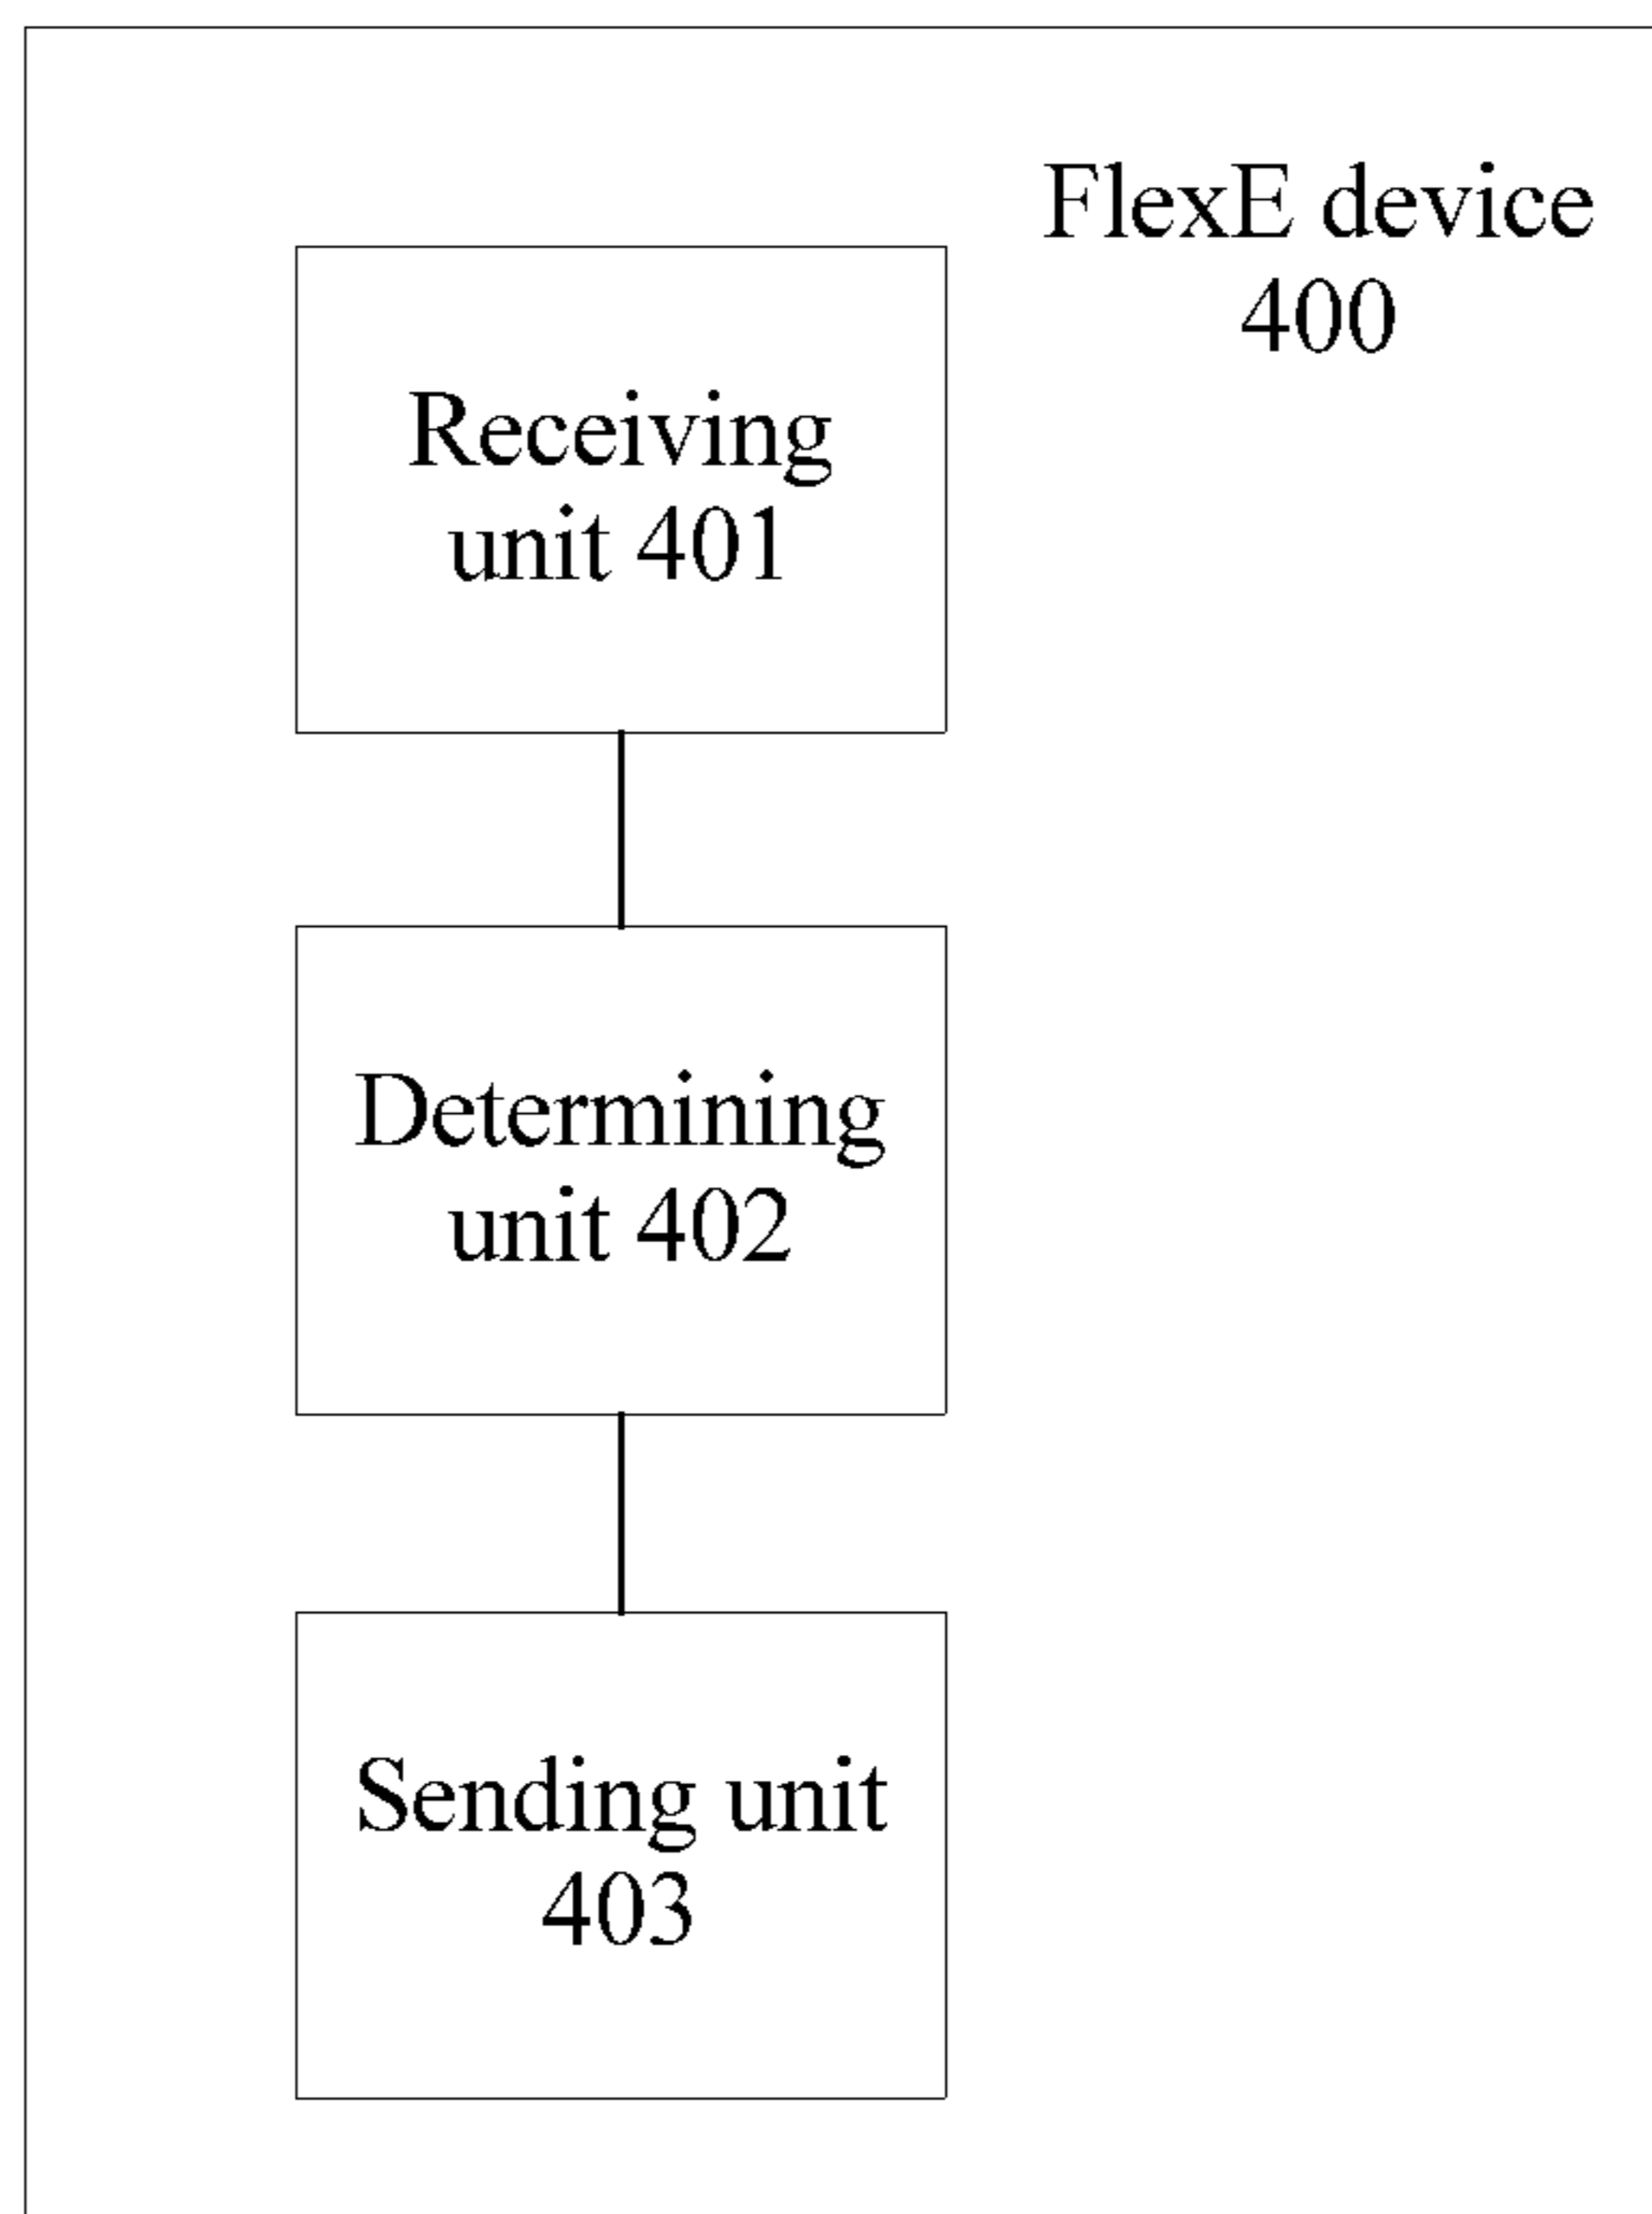 FlexE device
400
Receiving
unit 401
Determining
unit 402
Sending unit
403